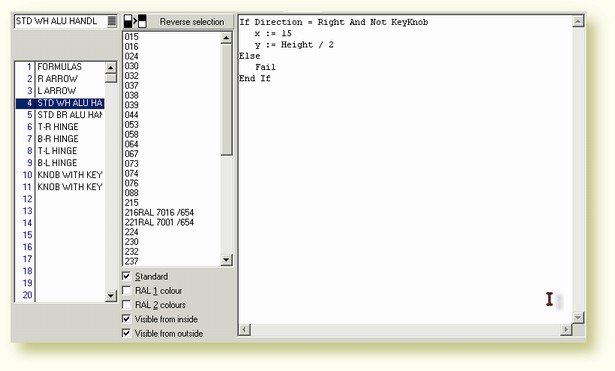 STD WH ALU HANDL
Reverse selection
1 FORMULAS
2 R ARROW
3 L ARROW
4 STD WH ALU HA
5 STD BR ALU HAN
6 T-R HINGE
7 B-R HINGE
8 T-L HINGE
9 B-L HINGE
10 KNOB WITH KEY
11 KNOB WITH KEY
12
13
14
15
16
17
18
19
20
015
016
024
030
032
037
038
039
044
053
058
064
067
073
074
076
088
215
216RAL 7016 /654
221RAL 7001 /654
224
230
232
237
Standard
RAL 1 colour
RAL 2 colours
Visible from inside
Visible from outside
If Direction = Right And Not KeyKnob
x := 15
y := Height / 2
Else
Fail
End If